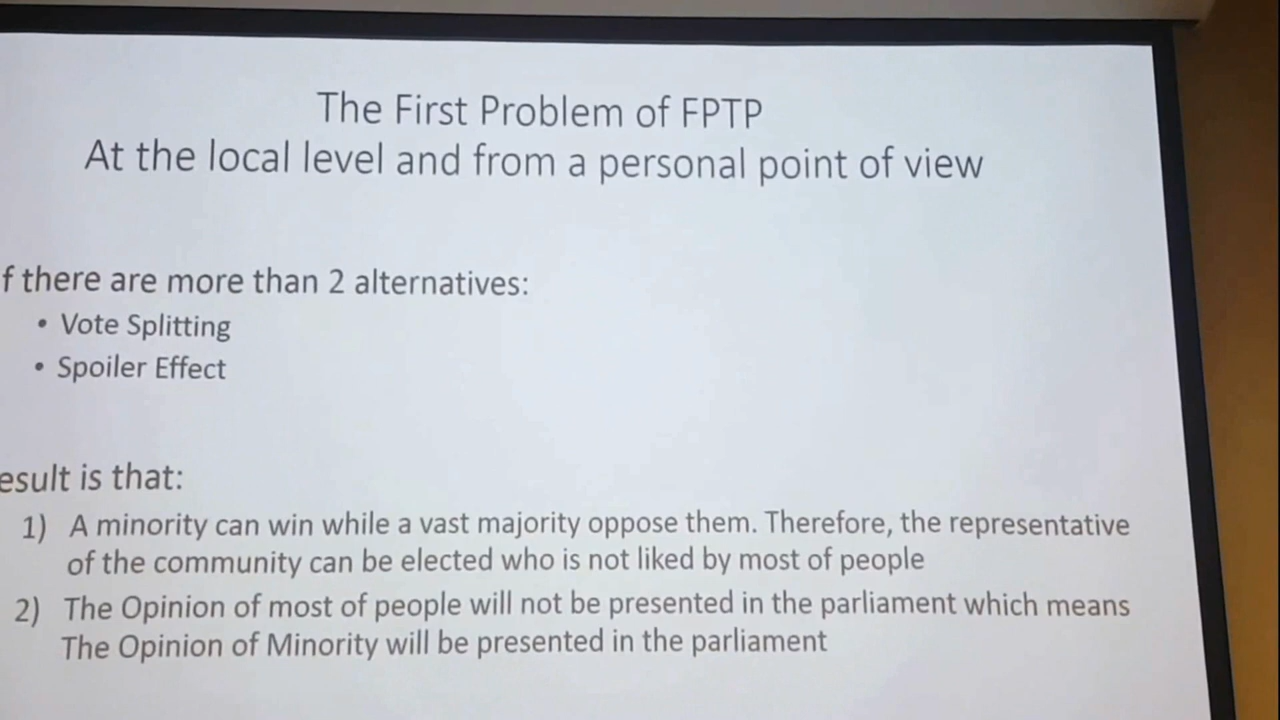 The First Problem of FPTP
At the local level and from a personal point of view
f there are more than 2 alternatives:
• Vote Splitting
• Spoiler Effect
esult is that:
1) A minority can win while a vast majority oppose them. Therefore, the representative
of the community can be elected who is not liked by most of people
2) The Opinion of most of people will not be presented in the parliament which means
The Opinion of Minority will be presented in the parliament